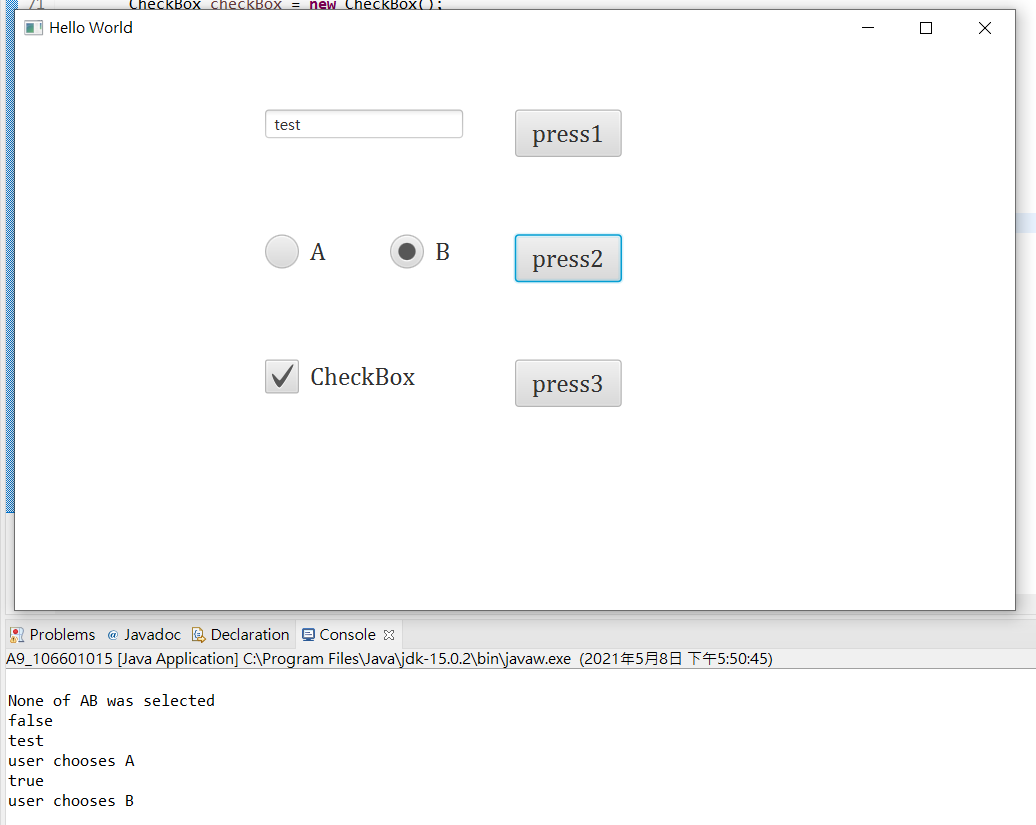 71 CheckBox checkBox = new CheckBox();
Hello World
test press1
A B press2
CheckBox press3
Problems @ Javadoc Declaration Console
A9_106601015 [Java Application] C:\Program Files\Java\jdk-15.0.2\bin\javaw.exe (2021年5月8日 下午5:50:45)
None of AB was selected
false
test
user chooses A
true
user chooses B